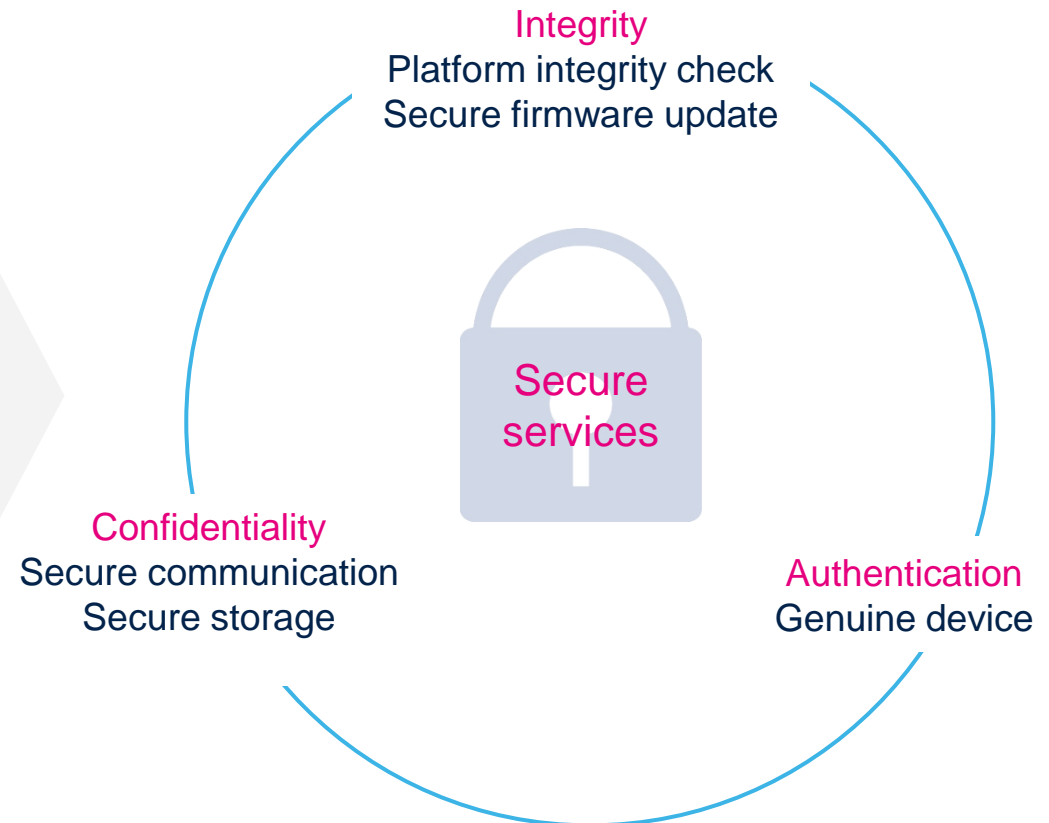 Integrity
Platform integrity check
Secure firmware update
Secure
services
Confidentiality
Secure communication
Secure storage
Authentication
Genuine device